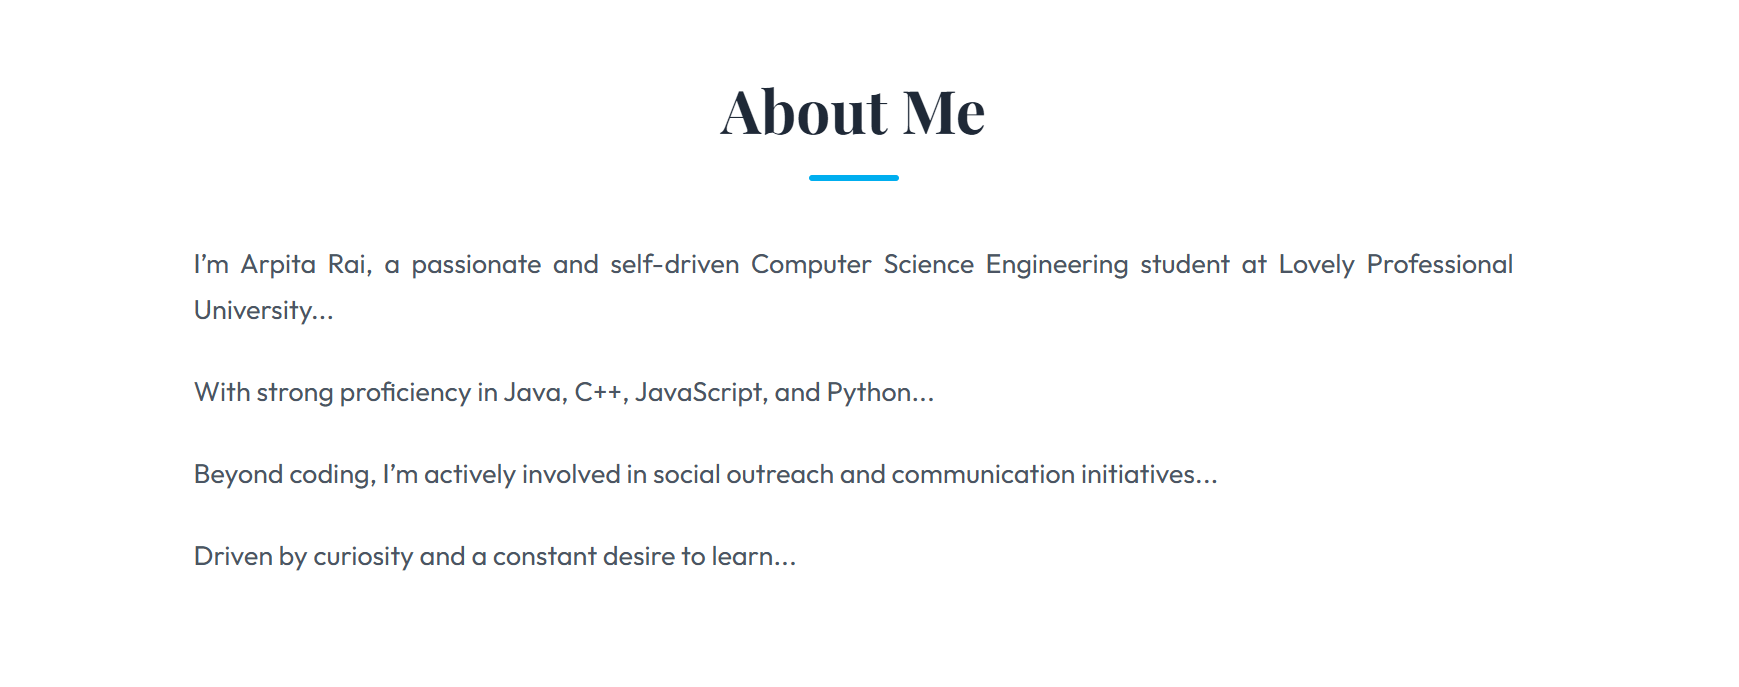 About Me
I’m Arpita Rai, a passionate and self-driven Computer Science Engineering student at Lovely Professional
University...
With strong proficiency in Java, C++, JavaScript, and Python...
Beyond coding, I’m actively involved in social outreach and communication initiatives...
Driven by curiosity and a constant desire to learn...